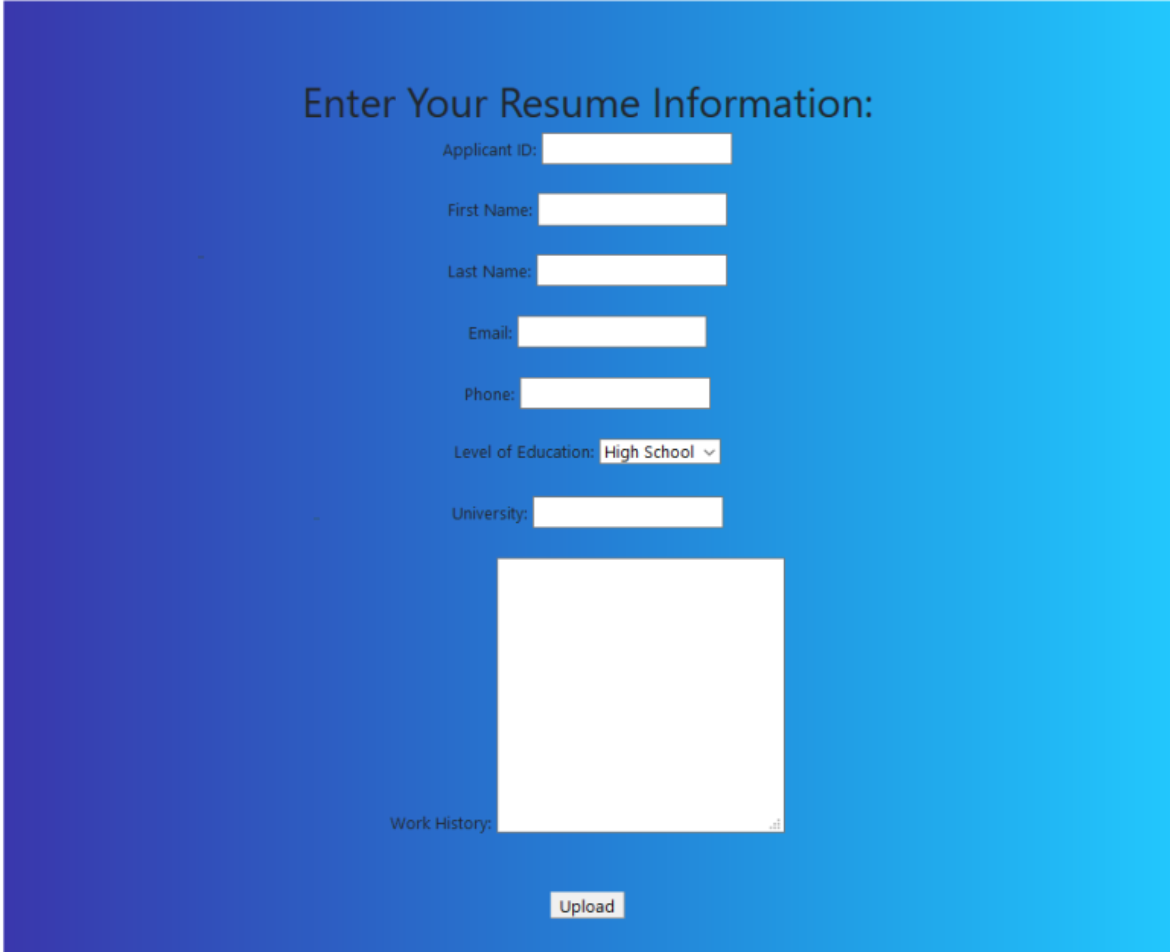 Enter Your Resume Information:
Applicant ID:
First Name:
Last Name:
Email:
Phone:
Level of Education: High School
University:
Work History:
Upload